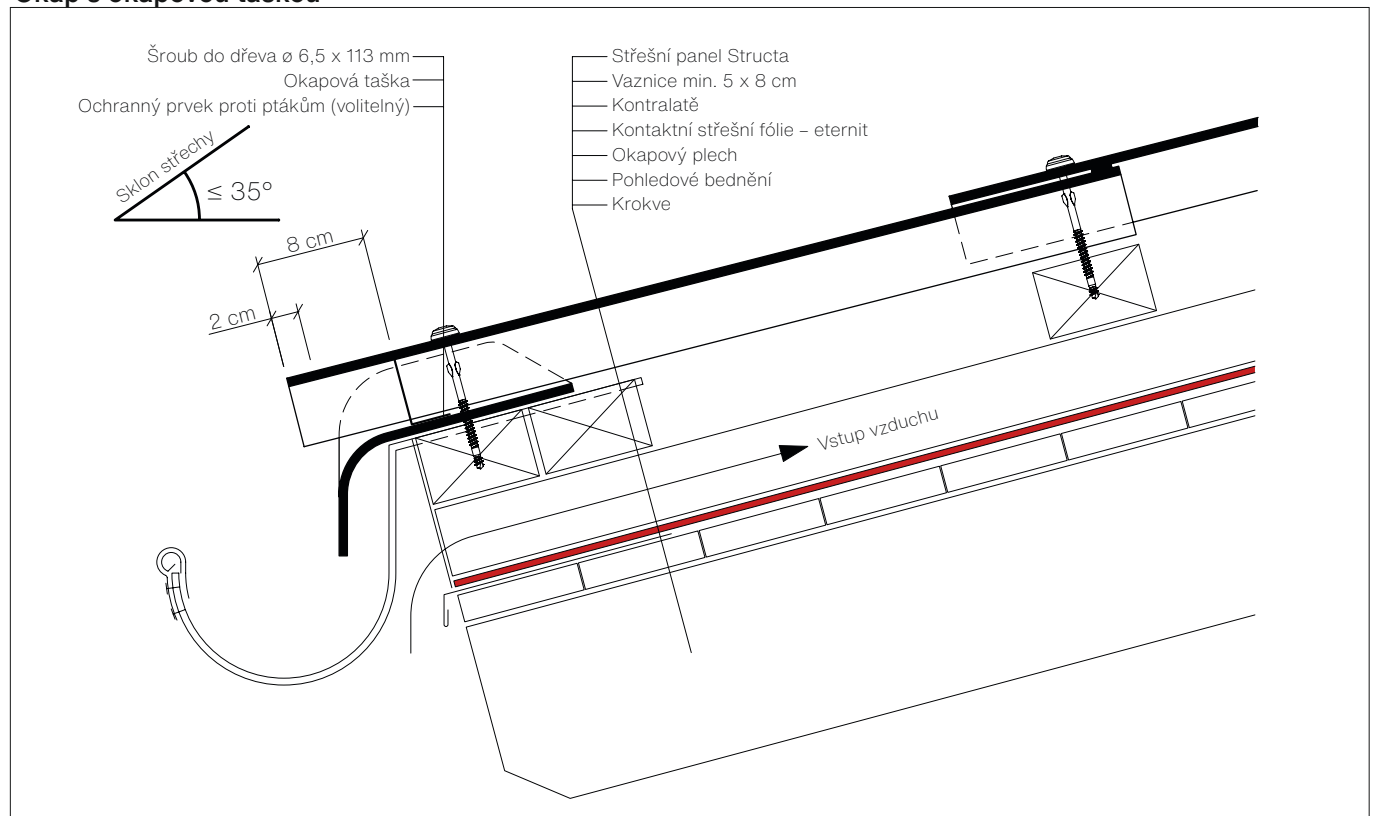 Okap s okapovou taškou
Šroub do dřeva ø 6,5 x 113 mm
Okapová taška
Ochranný prvek proti ptákům (volitelný)
Střešní panel Structa
Vaznice min. 5 x 8 cm
Kontralatě
Kontaktní střešní fólie – eternit
Okapový plech
Pohledové bednění
Krokve
Sklon střechy
≤ 35°
8 cm
2 cm
Vstup vzduchu